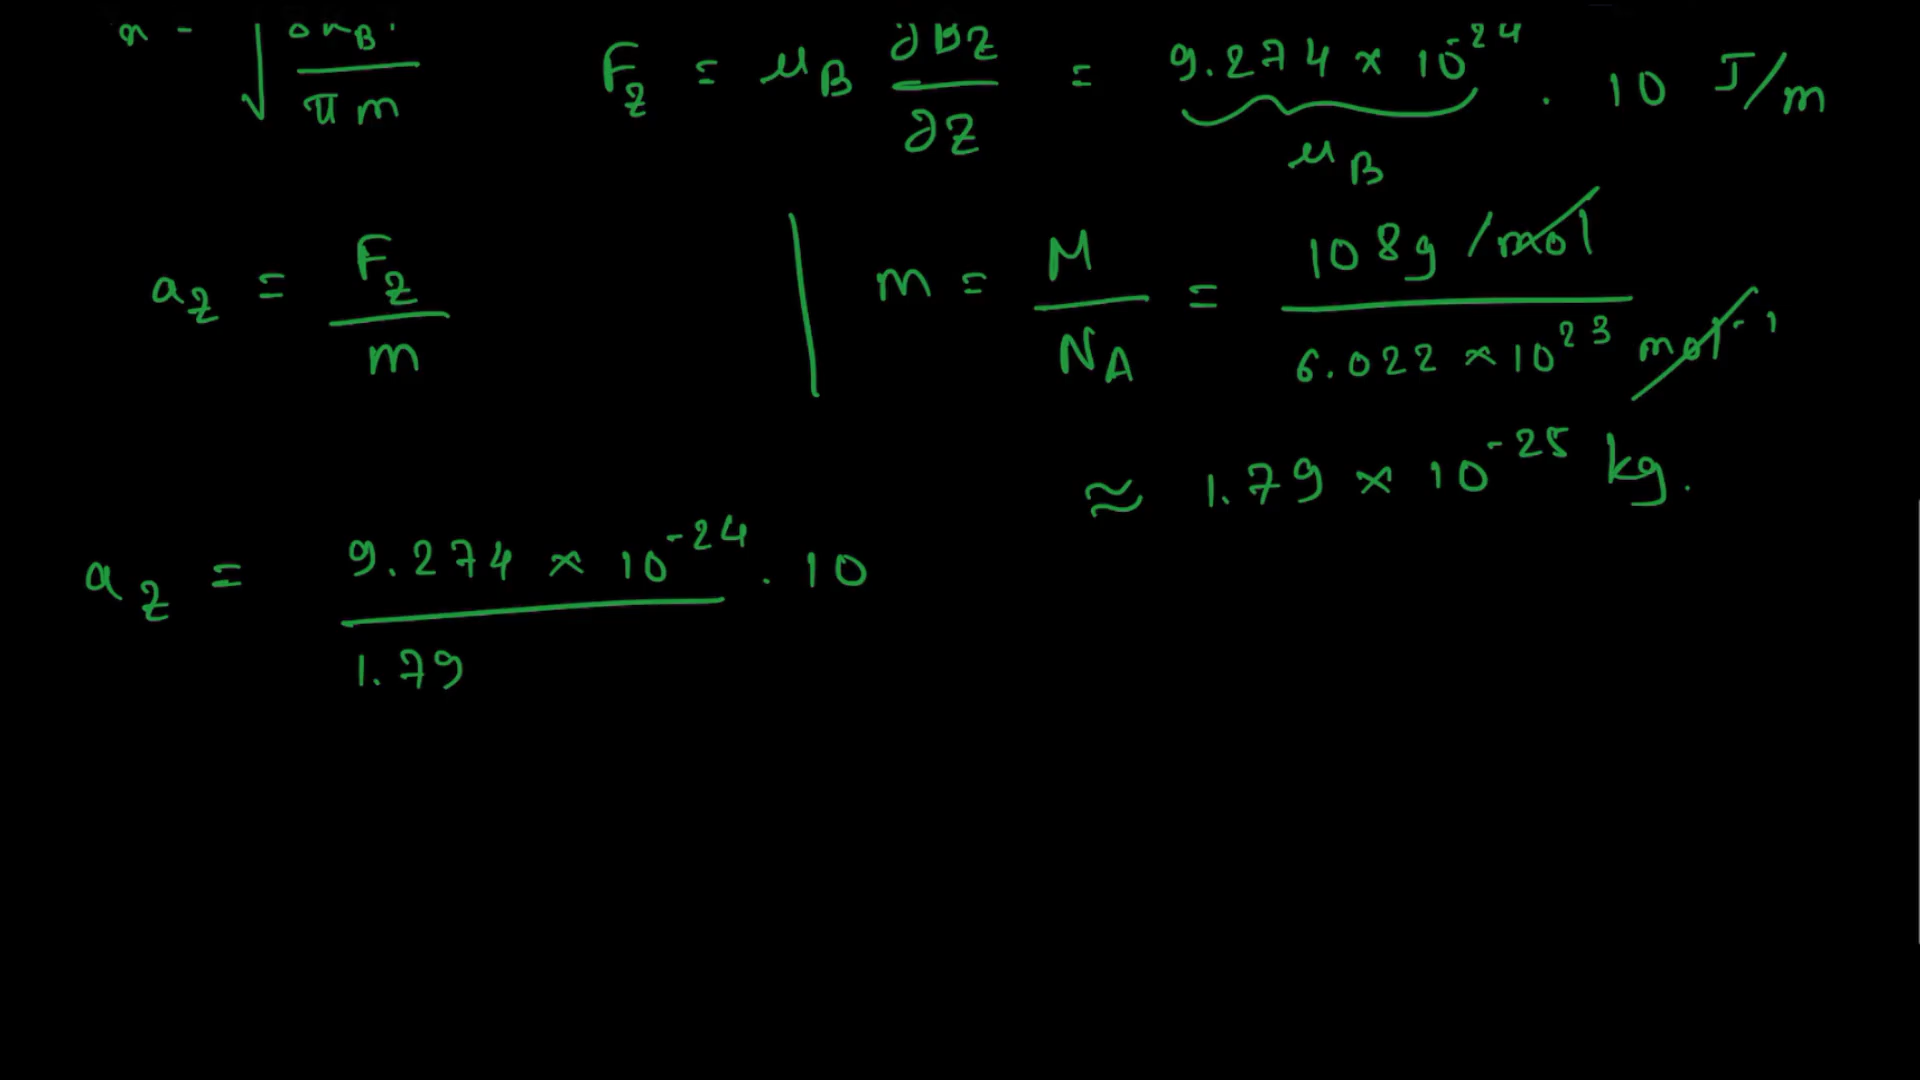 π m
F_z = μ_B ∂B_z/∂z = 9.274 × 10^-24 · 10 J/m
μ_B
a_z = F_z/m | m = M/N_A = 108g/mol / 6.022 × 10^23 mol^-1
≈ 1.79 × 10^-25 kg.
a_z = 9.274 × 10^-24 / 1.79 · 10